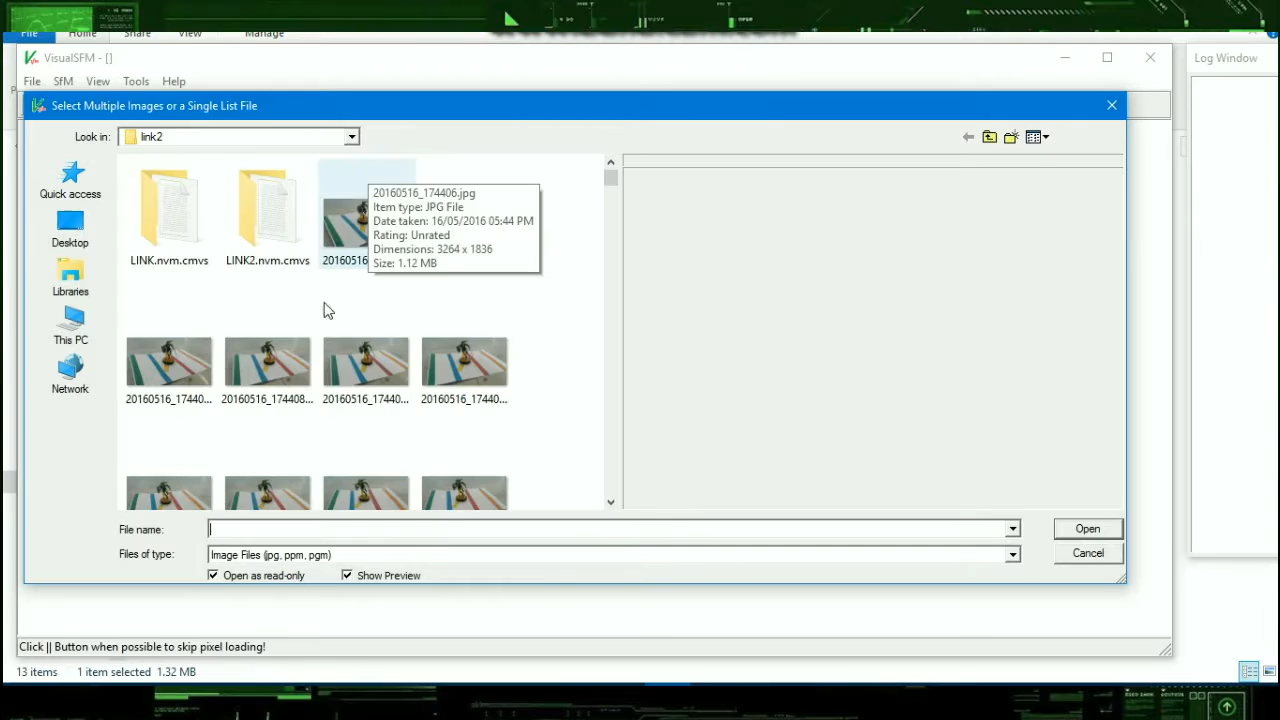 File Home Share View Manage
VisualSFM - []
Log Window
File SfM View Tools Help
Select Multiple Images or a Single List File
Look in: link2
Quick access
Desktop
Libraries
This PC
Network
LINK.nvm.cmvs LINK2.nvm.cmvs 20160516
20160516_174406.jpg
Item type: JPG File
Date taken: 16/05/2016 05:44 PM
Rating: Unrated
Dimensions: 3264 x 1836
Size: 1.12 MB
20160516_17440... 20160516_174408... 20160516_17440... 20160516_17440...
File name: Open
Files of type: Image Files (jpg, ppm, pgm) Cancel
Open as read-only Show Preview
Click || Button when possible to skip pixel loading!
13 items 1 item selected 1.32 MB